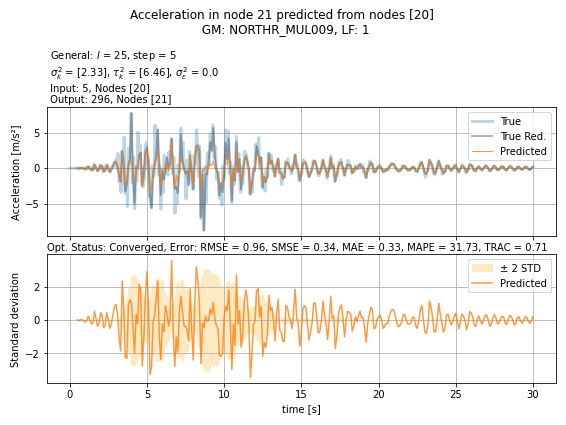 Acceleration in node 21 predicted from nodes [20]
GM: NORTHR_MUL009, LF: 1
General: l = 25, step = 5
σ²ₖ = [2.33], τ²ₖ = [6.46], σ²ε = 0.0
Input: 5, Nodes [20]
Output: 296, Nodes [21]
Acceleration [m/s²]
5
0
−5
True
True Red.
Predicted
Opt. Status: Converged, Error: RMSE = 0.96, SMSE = 0.34, MAE = 0.33, MAPE = 31.73, TRAC = 0.71
Standard deviation
2
0
−2
± 2 STD
Predicted
0 5 10 15 20 25 30
time [s]